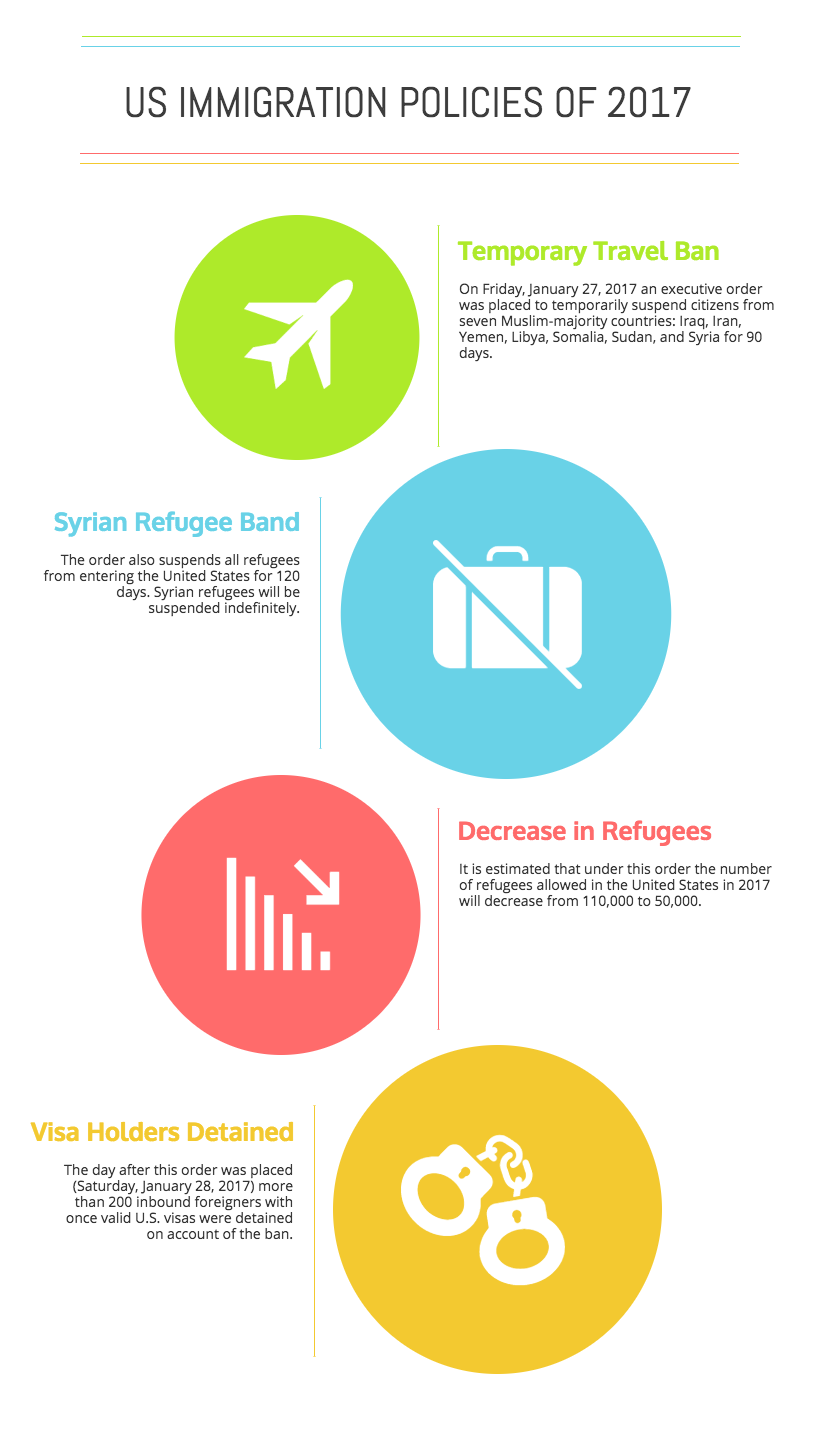 US IMMIGRATION POLICIES OF 2017
Temporary Travel Ban
On Friday, January 27, 2017 an executive order
was placed to temporarily suspend citizens from
seven Muslim-majority countries: Iraq, Iran,
Yemen, Libya, Somalia, Sudan, and Syria for 90
days.
Syrian Refugee Band
The order also suspends all refugees
from entering the United States for 120
days. Syrian refugees will be
suspended indefinitely.
Decrease in Refugees
It is estimated that under this order the number
of refugees allowed in the United States in 2017
will decrease from 110,000 to 50,000.
Visa Holders Detained
The day after this order was placed
(Saturday, January 28, 2017) more
than 200 inbound foreigners with
once valid U.S. visas were detained
on account of the ban.